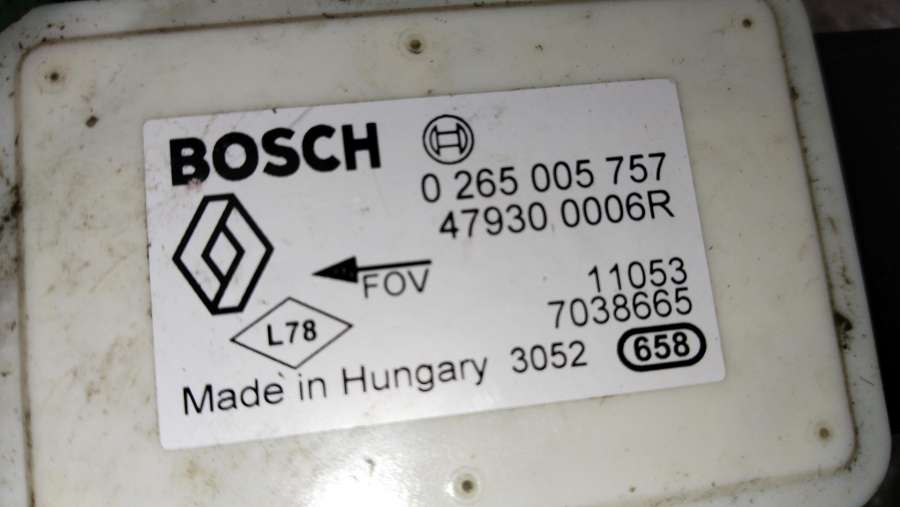 BOSCH
0 265 005 757
47930 0006R
FOV
11053
7038665
L78
Made in Hungary 3052 658